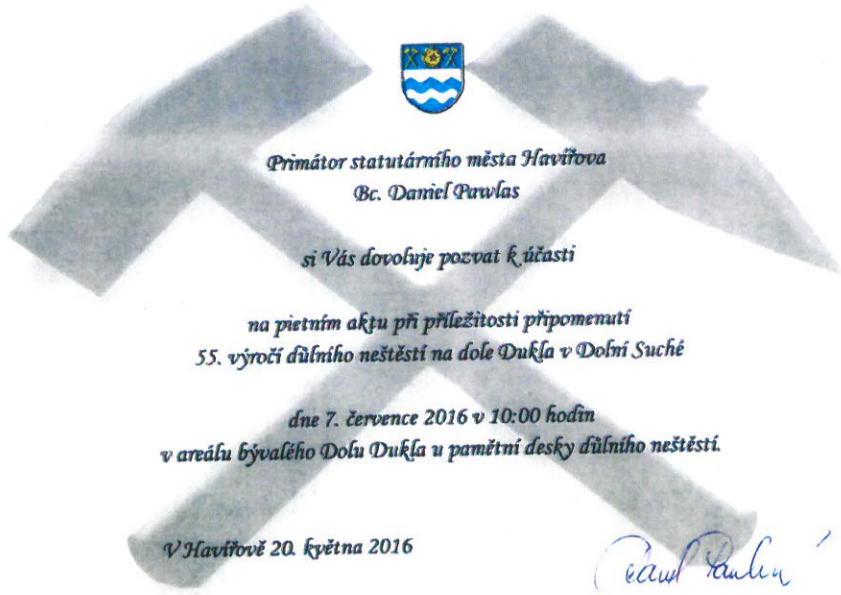 Primátor statutárního města Havířova
Bc. Daniel Pawlas
si Vás dovoluje pozvat k účasti
na pietním aktu při příležitosti připomenutí
55. výročí důlního neštěstí na dole Dukla v Dolní Suché
dne 7. července 2016 v 10:00 hodin
v areálu bývalého Dolu Dukla u pamětní desky důlního neštěstí.
V Havířově 20. května 2016